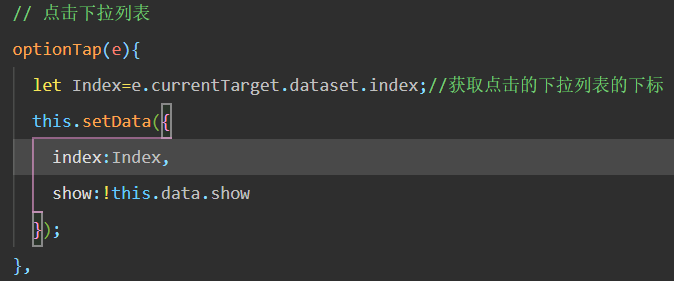 // 点击下拉列表
optionTap(e){
let Index=e.currentTarget.dataset.index;//获取点击的下拉列表的下标
this.setData({
index:Index,
show:!this.data.show
});
},